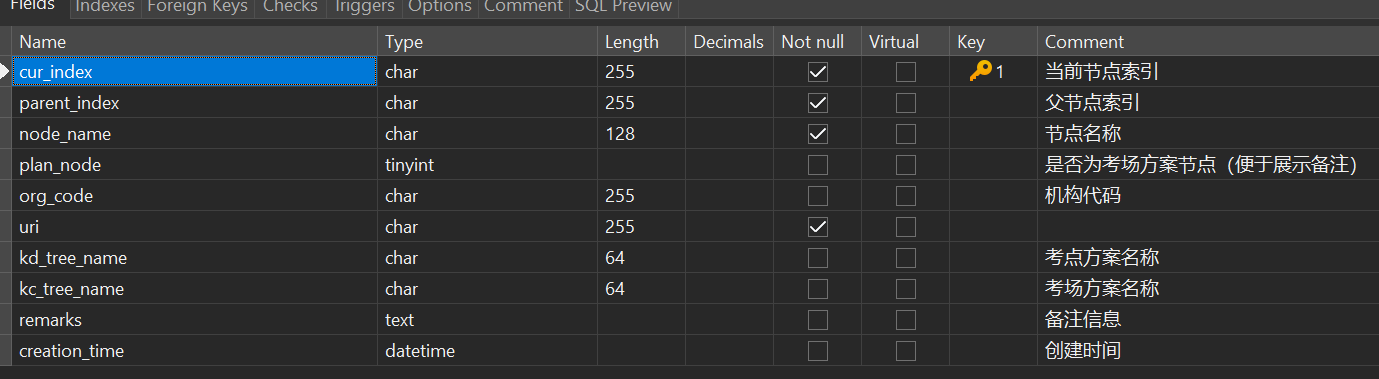 Fields Indexes Foreign Keys Checks Triggers Options Comment SQL Preview
Name Type Length Decimals Not null Virtual Key Comment
cur_index char 255 1 当前节点索引
parent_index char 255 父节点索引
node_name char 128 节点名称
plan_node tinyint 是否为考场方案节点（便于展示备注）
org_code char 255 机构代码
uri char 255
kd_tree_name char 64 考点方案名称
kc_tree_name char 64 考场方案名称
remarks text 备注信息
creation_time datetime 创建时间